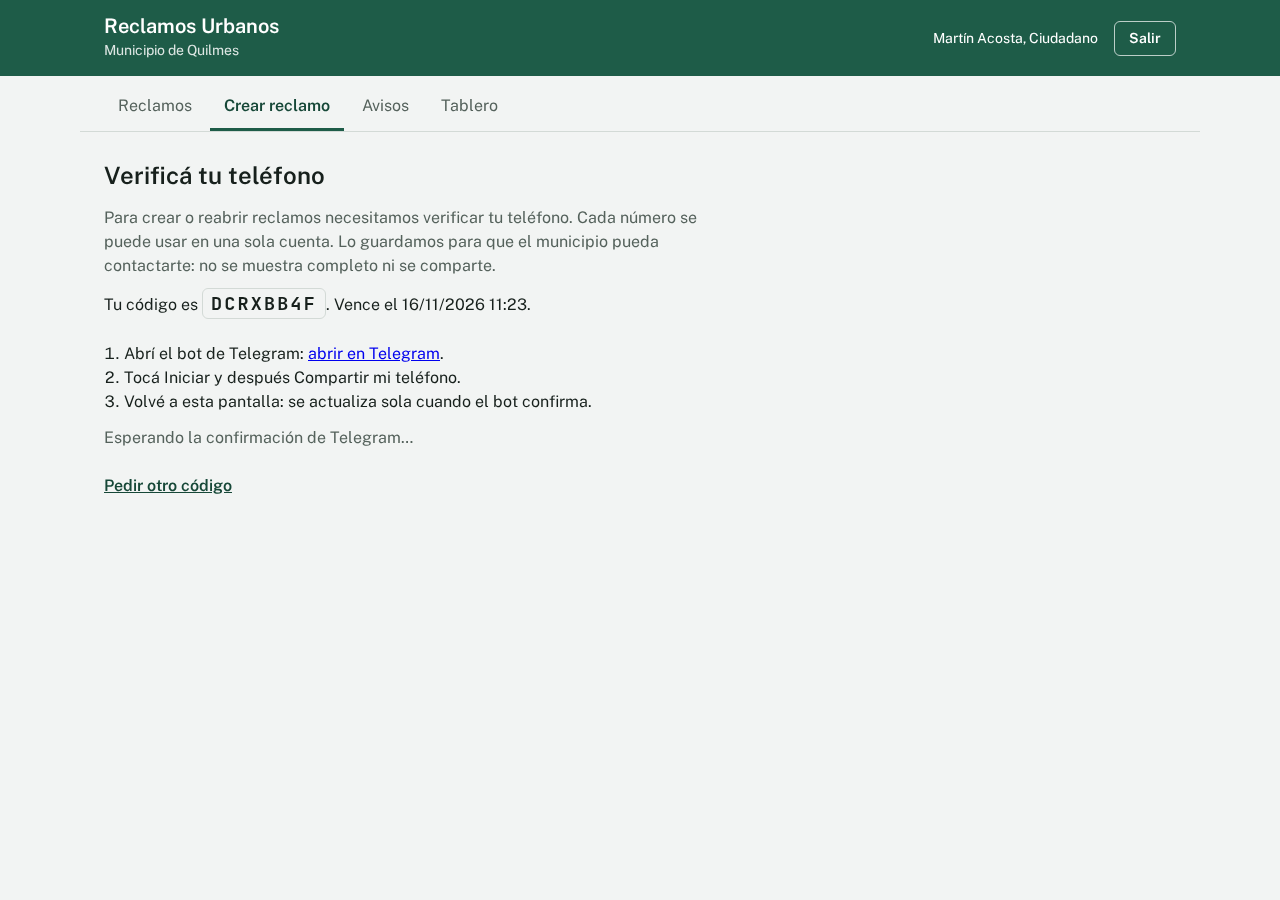 Reclamos Urbanos
Municipio de Quilmes
Martín Acosta, Ciudadano
Salir
Reclamos
Crear reclamo
Avisos
Tablero
Verificá tu teléfono
Para crear o reabrir reclamos necesitamos verificar tu teléfono. Cada número se
puede usar en una sola cuenta. Lo guardamos para que el municipio pueda
contactarte: no se muestra completo ni se comparte.
Tu código es DCRXBB4F. Vence el 16/11/2026 11:23.
1. Abrí el bot de Telegram: abrir en Telegram.
2. Tocá Iniciar y después Compartir mi teléfono.
3. Volvé a esta pantalla: se actualiza sola cuando el bot confirma.
Esperando la confirmación de Telegram...
Pedir otro código